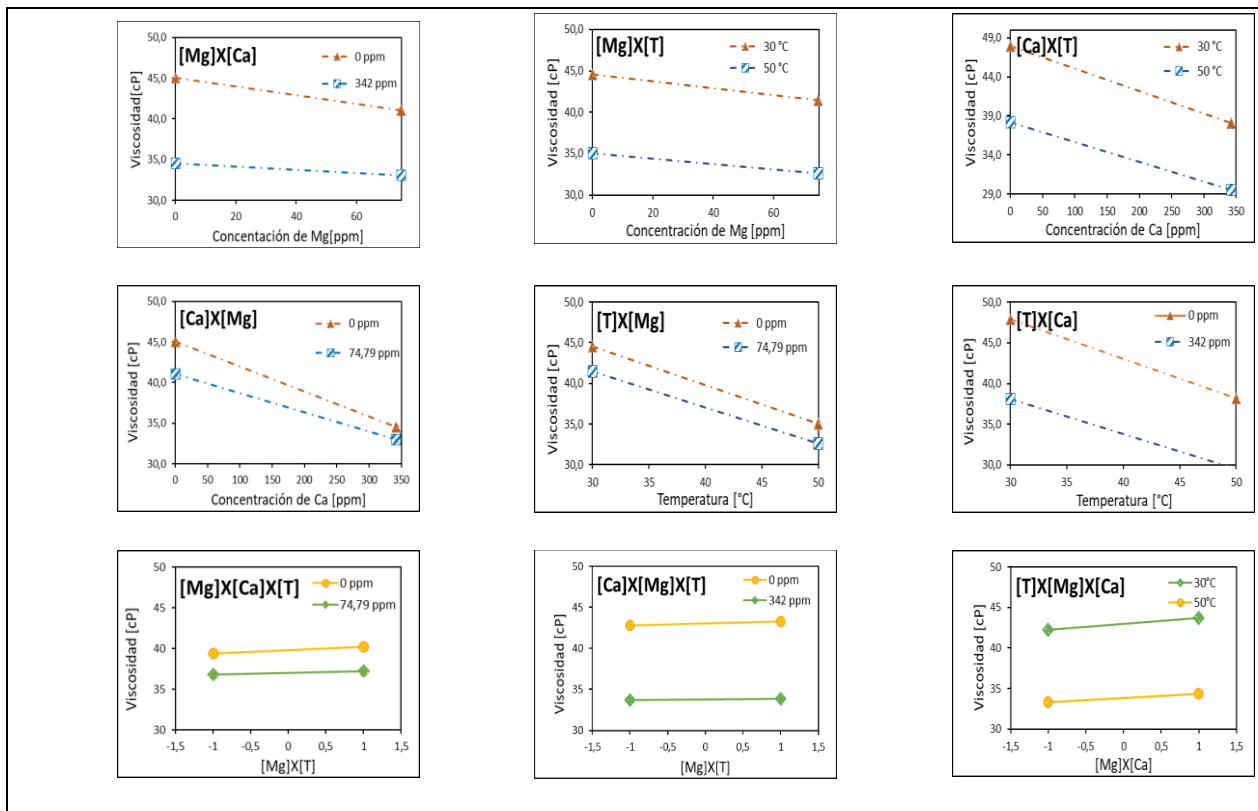 [Mg]X[Ca]
0 ppm
342 ppm
Viscosidad[cP]
50,0
45,0
40,0
35,0
30,0
0 20 40 60
Concentación de Mg[ppm]
[Mg]X[T]
30 °C
50 °C
Viscosidad [cP]
50,0
45,0
40,0
35,0
30,0
0 20 40 60
Concentración de Mg [ppm]
[Ca]X[T]
30 °C
50 °C
Viscosidad [cP]
49,0
44,0
39,0
34,0
29,0
0 50 100 150 200 250 300 350
Concentración de Ca [ppm]
[Ca]X[Mg]
0 ppm
74,79 ppm
Viscosidad [cP]
50,0
45,0
40,0
35,0
30,0
0 50 100 150 200 250 300 350
Concentración de Ca [ppm]
[T]X[Mg]
0 ppm
74,79 ppm
Viscosidad [cP]
50,0
45,0
40,0
35,0
30,0
30 35 40 45 50
Temperatura [°C]
[T]X[Ca]
0 ppm
342 ppm
Viscosidad [cP]
50,0
45,0
40,0
35,0
30,0
30 35 40 45 50
Temperatura [°C]
[Mg]X[Ca]X[T]
0 ppm
74,79 ppm
Viscosidad [cP]
50
45
40
35
30
-1,5 -1 -0,5 0 0,5 1 1,5
[Mg]X[T]
[Ca]X[Mg]X[T]
0 ppm
342 ppm
Viscosidad [cP]
50
45
40
35
30
-1,5 -1 -0,5 0 0,5 1 1,5
[Mg]X[T]
[T]X[Mg]X[Ca]
30°C
50°C
Viscosidad [cP]
50
45
40
35
30
-1,5 -1 -0,5 0 0,5 1 1,5
[Mg]X[Ca]